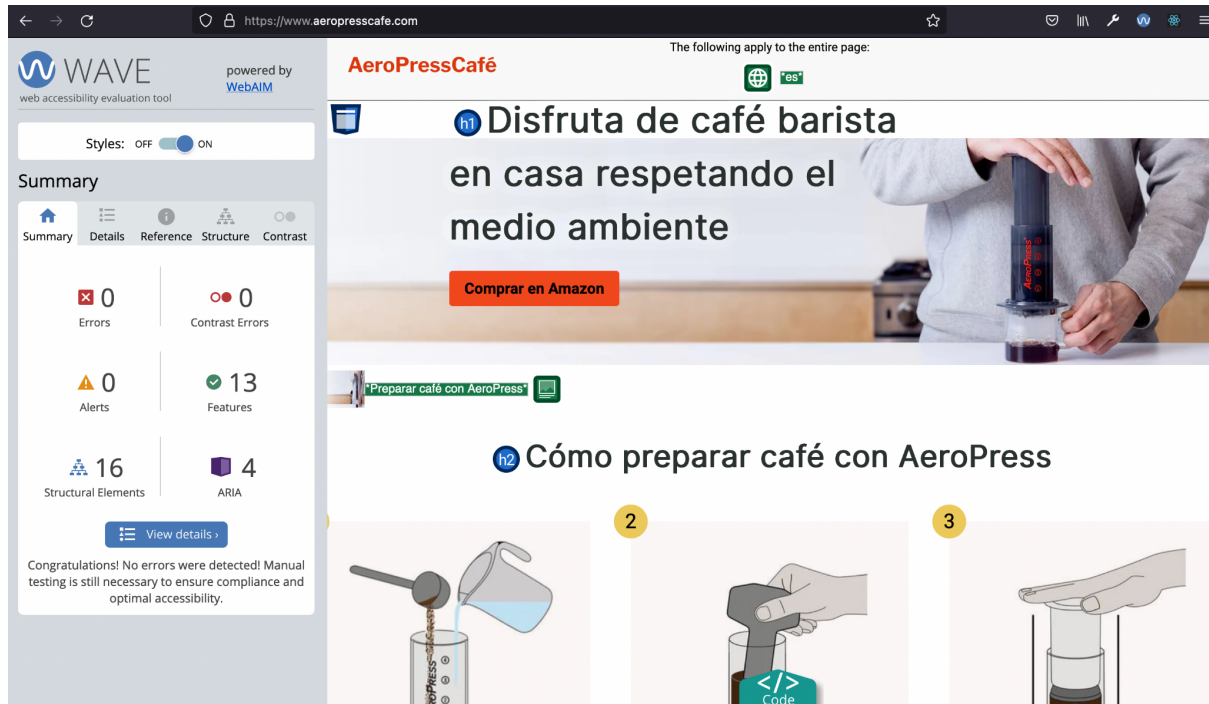 https://www.aeropresscafe.com
WAVE
web accessibility evaluation tool
powered by
WebAIM
Styles: OFF ON
Summary
Summary Details Reference Structure Contrast
0
Errors
0
Contrast Errors
0
Alerts
13
Features
16
Structural Elements
4
ARIA
View details ›
Congratulations! No errors were detected! Manual
testing is still necessary to ensure compliance and
optimal accessibility.
AeroPressCafé
The following apply to the entire page:
*es*
h1 Disfruta de café barista
en casa respetando el
medio ambiente
Comprar en Amazon
AEROPRESS
*Preparar café con AeroPress*
h2 Cómo preparar café con AeroPress
2
3
</>
Code